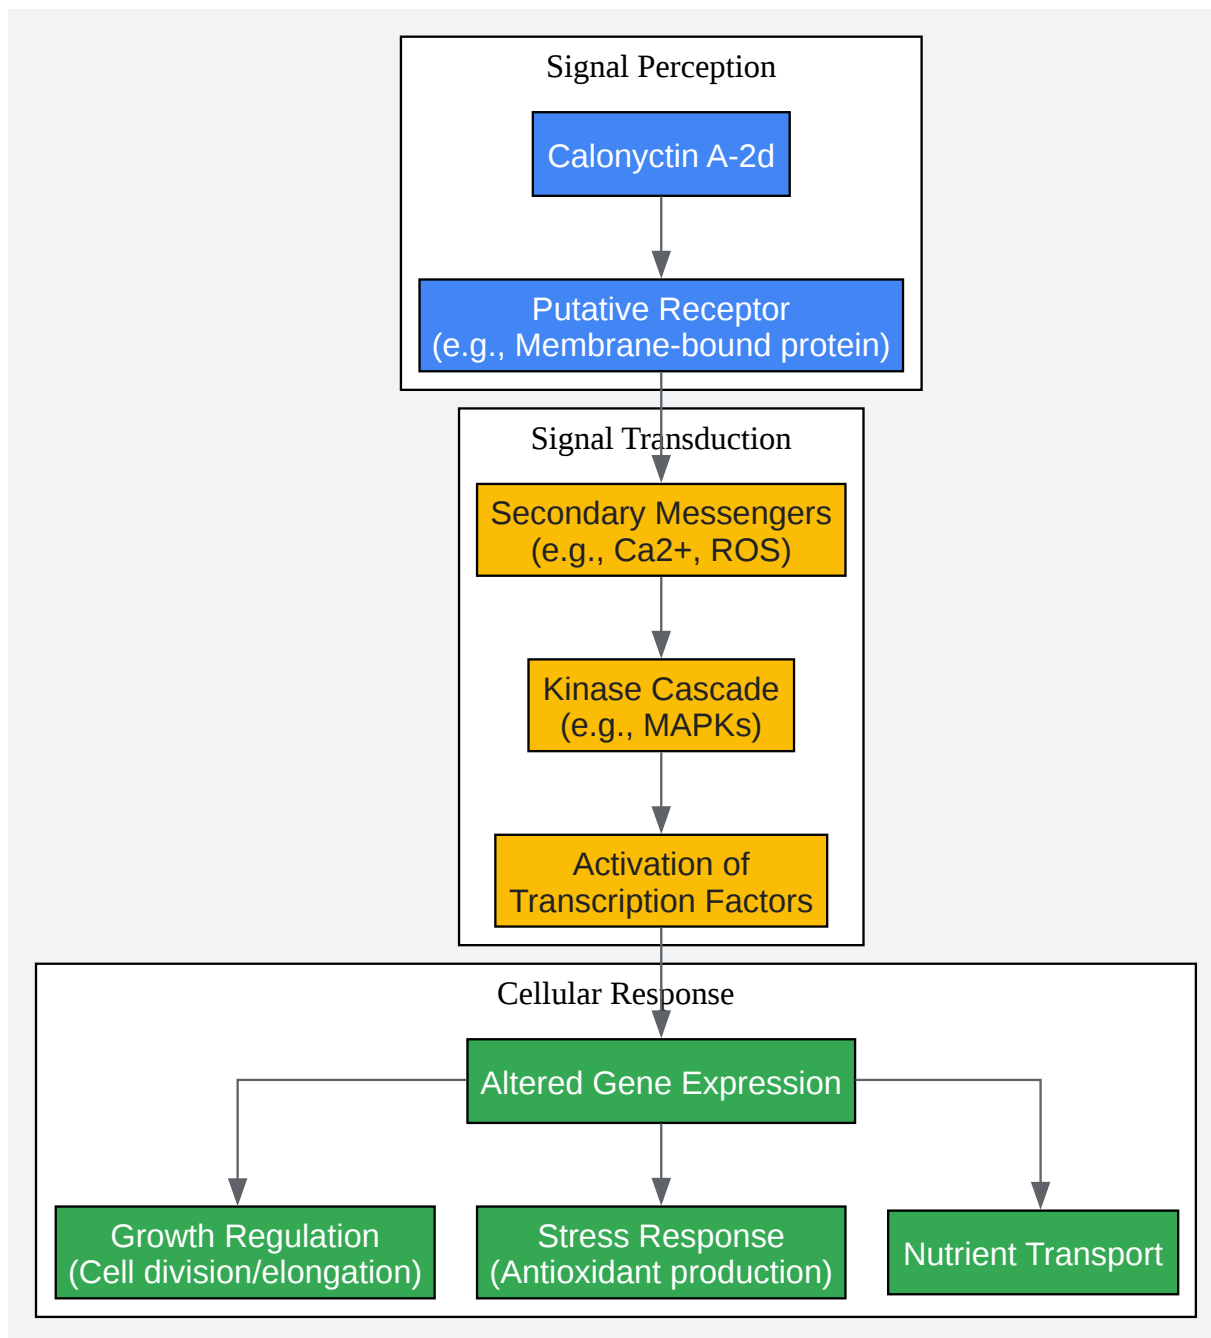 Signal Perception
Calonyctin A-2d
Putative Receptor
(e.g., Membrane-bound protein)
Signal Transduction
Secondary Messengers
(e.g., Ca2+, ROS)
Kinase Cascade
(e.g., MAPKs)
Activation of
Transcription Factors
Cellular Response
Altered Gene Expression
Growth Regulation
(Cell division/elongation)
Stress Response
(Antioxidant production)
Nutrient Transport